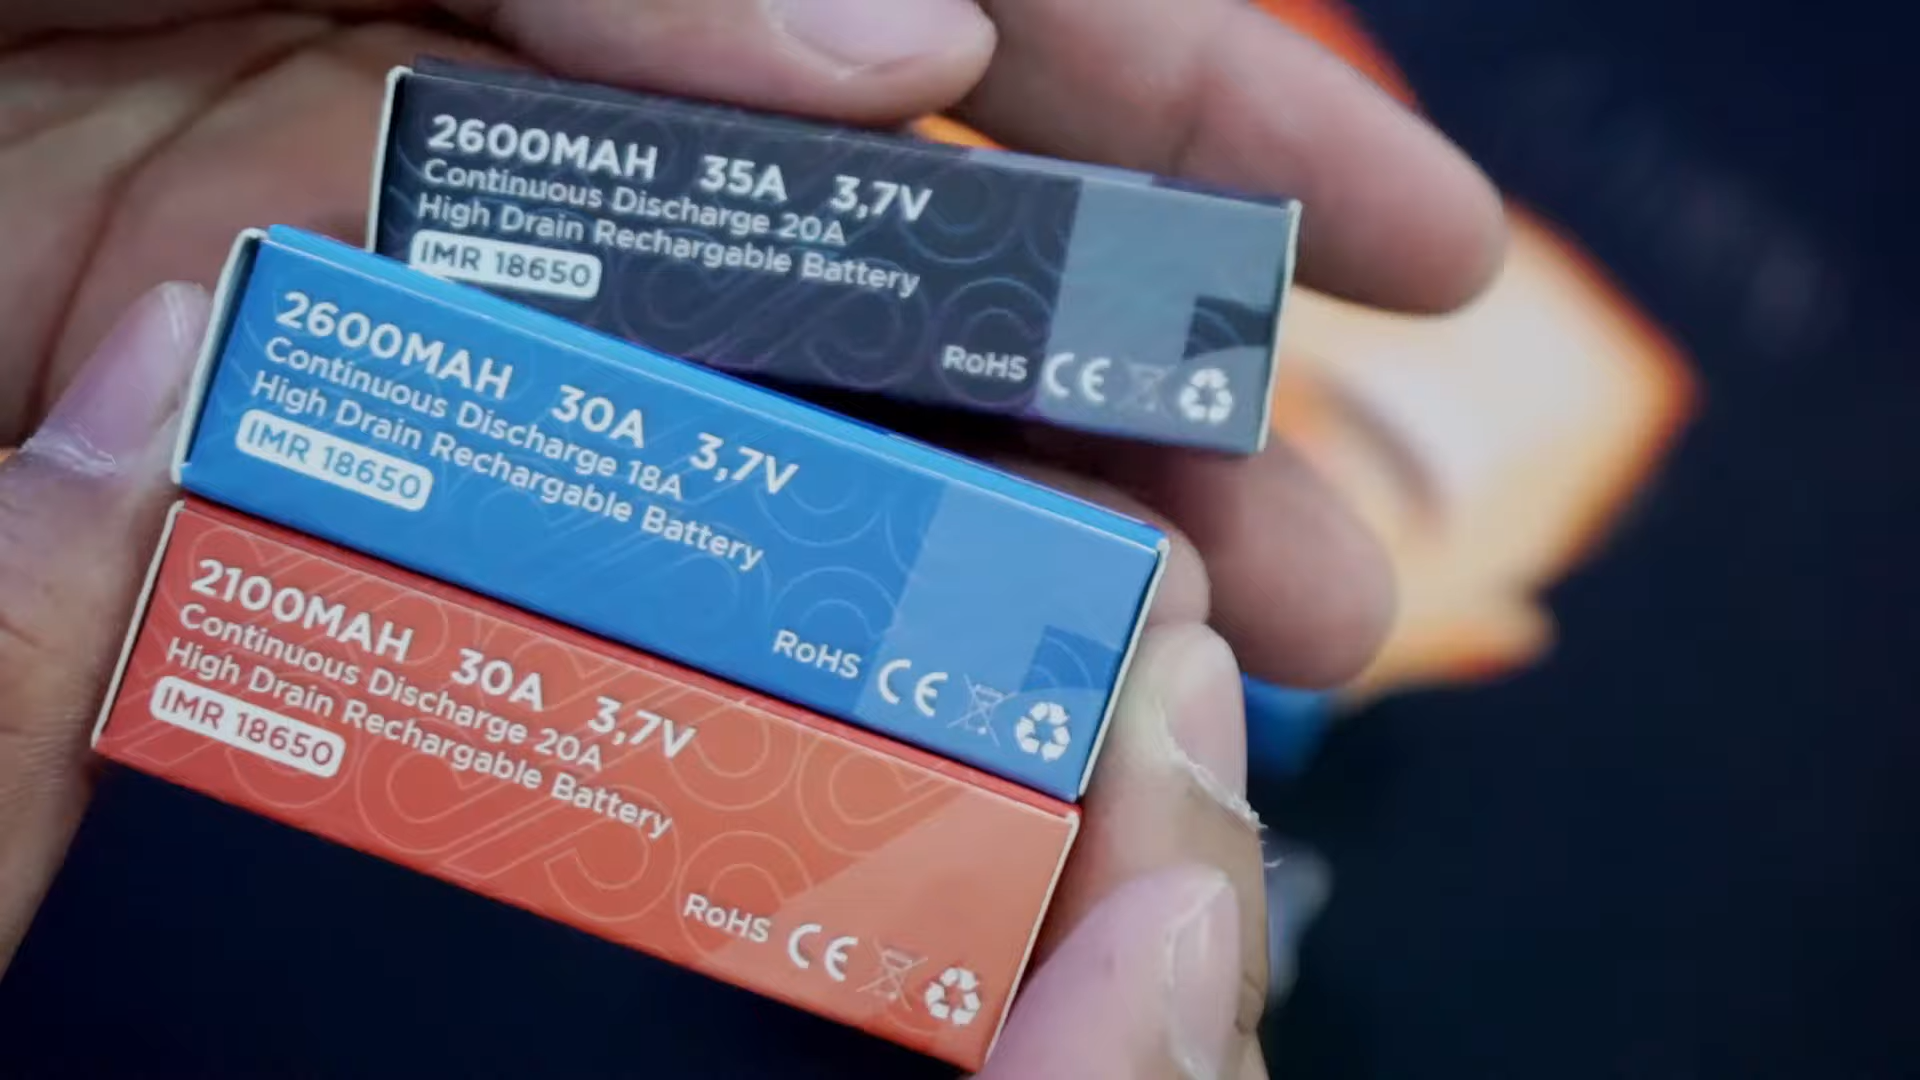 2600MAH 35A 3,7V
Continuous Discharge 20A
High Drain Rechargable Battery
IMR 18650
RoHS CE
2600MAH 30A 3,7V
Continuous Discharge 18A
High Drain Rechargable Battery
IMR 18650
RoHS CE
2100MAH 30A 3,7V
Continuous Discharge 20A
High Drain Rechargable Battery
IMR 18650
RoHS CE